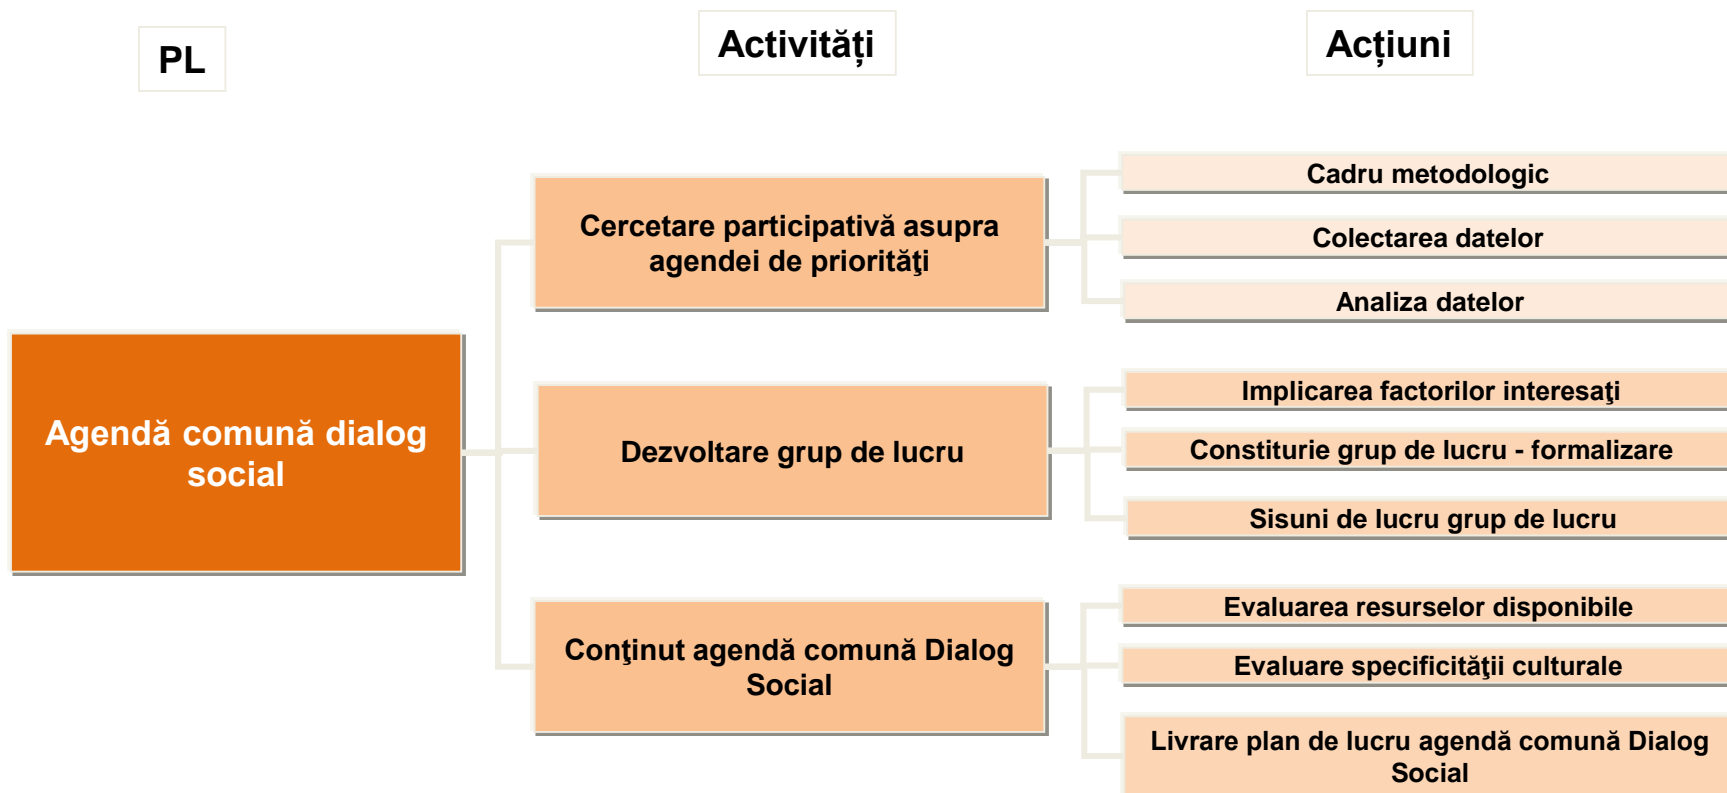 PL
Activități
Acțiuni
Agendă comună dialog
social
Cercetare participativă asupra
agendei de priorităţi
Cadru metodologic
Colectarea datelor
Analiza datelor
Dezvoltare grup de lucru
Implicarea factorilor interesaţi
Constiturie grup de lucru - formalizare
Sisuni de lucru grup de lucru
Conţinut agendă comună Dialog
Social
Evaluarea resurselor disponibile
Evaluare specificităţii culturale
Livrare plan de lucru agendă comună Dialog
Social